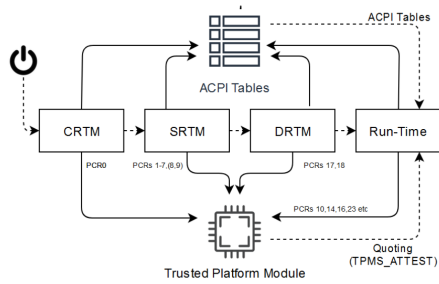 ACPI Tables
ACPI Tables
CRTM
SRTM
DRTM
Run-Time
PCR0
PCRs 1-7,(8,9)
PCRs 17,18
PCRs 10,14,16,23 etc
Quoting
(TPMS_ATTEST)
Trusted Platform Module